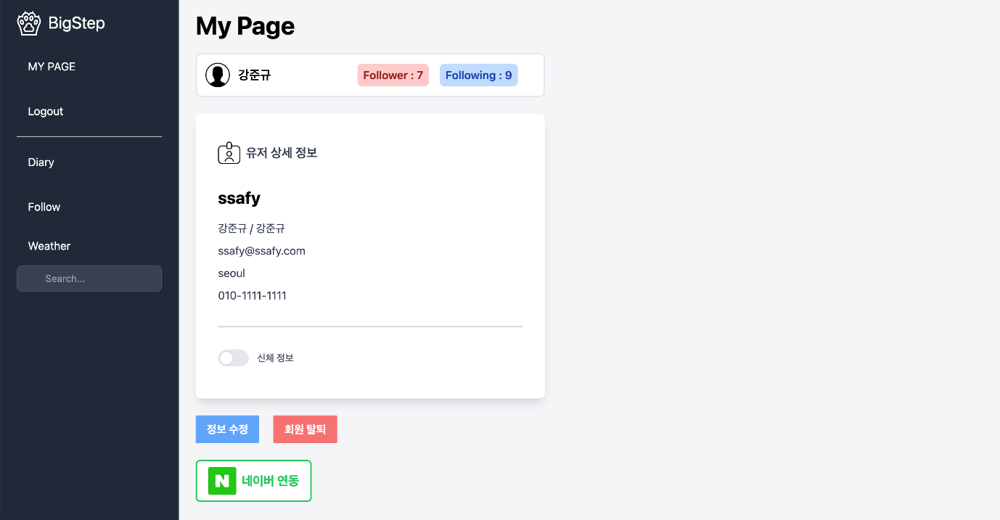 BigStep
MY PAGE
Logout
Diary
Follow
Weather
Search...
My Page
강준규 Follower : 7 Following : 9
유저 상세 정보
ssafy
강준규 / 강준규
ssafy@ssafy.com
seoul
010-1111-1111
신체 정보
정보 수정 회원 탈퇴
N 네이버 연동